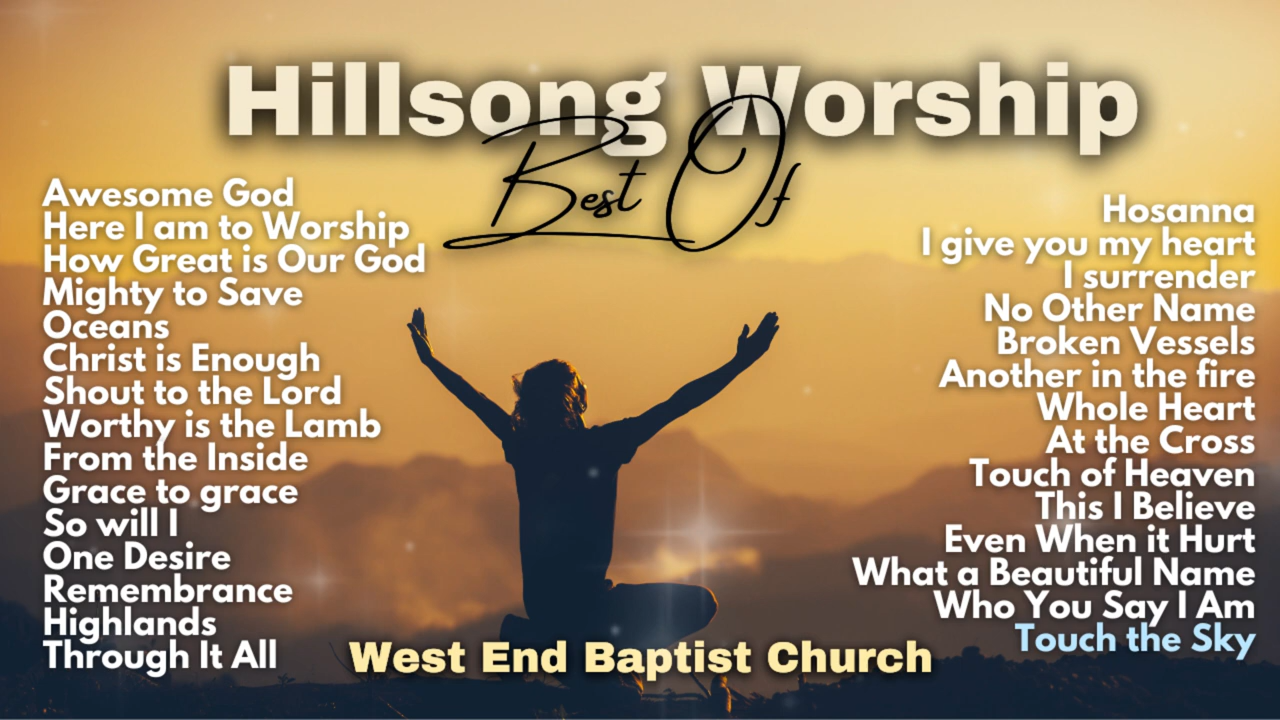 Hillsong Worship
Best Of
Awesome God
Here I am to Worship
How Great is Our God
Mighty to Save
Oceans
Christ is Enough
Shout to the Lord
Worthy is the Lamb
From the Inside
Grace to grace
So will I
One Desire
Remembrance
Highlands
Through It All
Hosanna
I give you my heart
I surrender
No Other Name
Broken Vessels
Another in the fire
Whole Heart
At the Cross
Touch of Heaven
This I Believe
Even When it Hurt
What a Beautiful Name
Who You Say I Am
Touch the Sky
West End Baptist Church